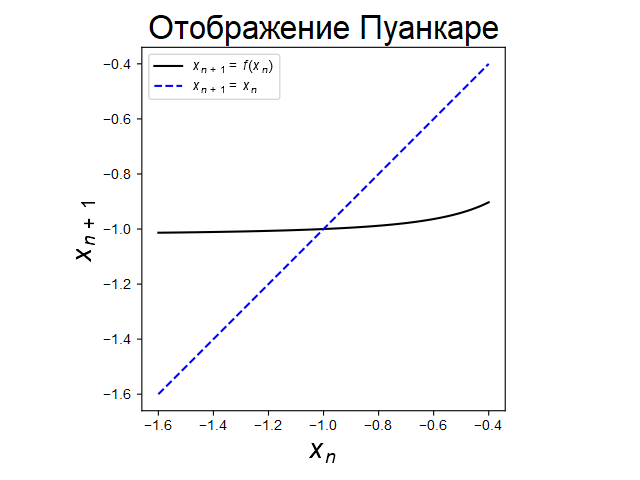 Отображение Пуанкаре
x n + 1 = f(x n)
x n + 1 = x n
−0.4
−0.6
−0.8
−1.0
−1.2
−1.4
−1.6
x n + 1
−1.6 −1.4 −1.2 −1.0 −0.8 −0.6 −0.4
x n